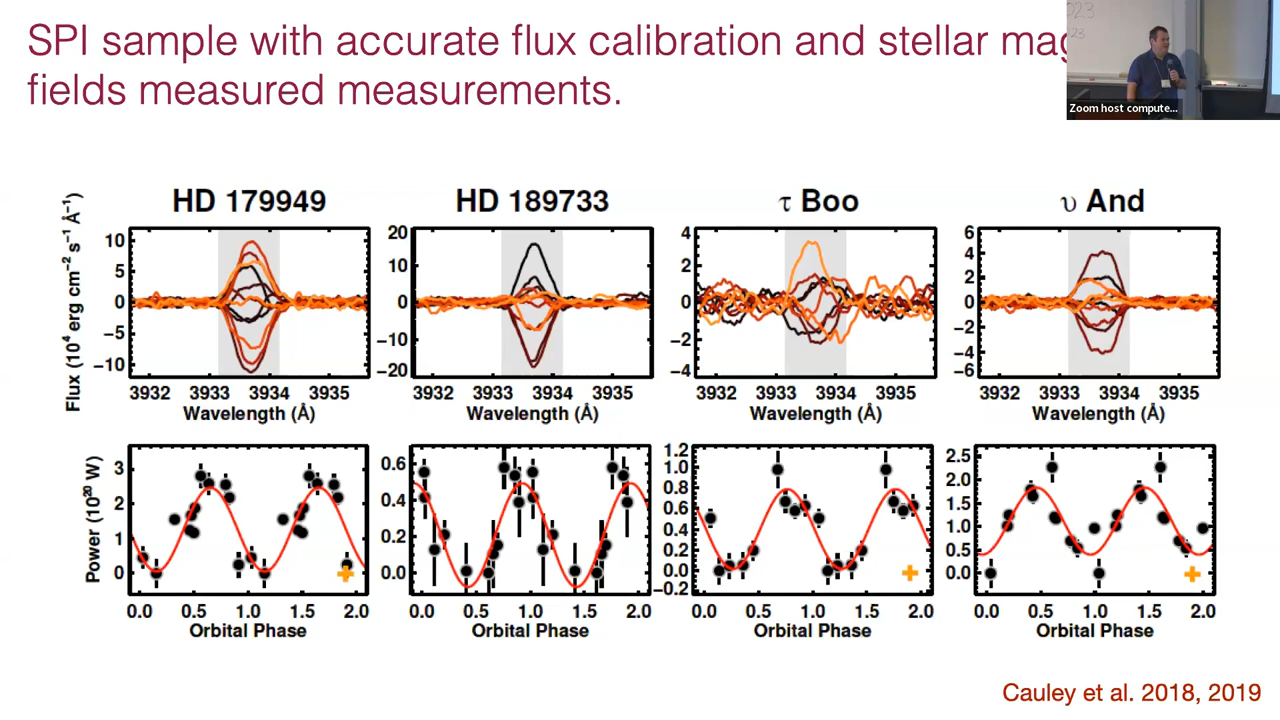 SPI sample with accurate flux calibration and stellar mag
fields measured measurements.
023
23
Zoom host compute...
HD 179949
HD 189733
τ Boo
υ And
Flux (10⁴ erg cm⁻² s⁻¹ Å⁻¹)
10
5
0
−5
−10
3932 3933 3934 3935
Wavelength (Å)
20
10
0
−10
−20
3932 3933 3934 3935
Wavelength (Å)
4
2
0
−2
−4
3932 3933 3934 3935
Wavelength (Å)
6
4
2
0
−2
−4
−6
3932 3933 3934 3935
Wavelength (Å)
Power (10²⁰ W)
3
2
1
0
0.0 0.5 1.0 1.5 2.0
Orbital Phase
0.6
0.4
0.2
0.0
0.0 0.5 1.0 1.5 2.0
Orbital Phase
1.2
1.0
0.8
0.6
0.4
0.2
0.0
−0.2
0.0 0.5 1.0 1.5 2.0
Orbital Phase
2.5
2.0
1.5
1.0
0.5
0.0
0.0 0.5 1.0 1.5 2.0
Orbital Phase
Cauley et al. 2018, 2019